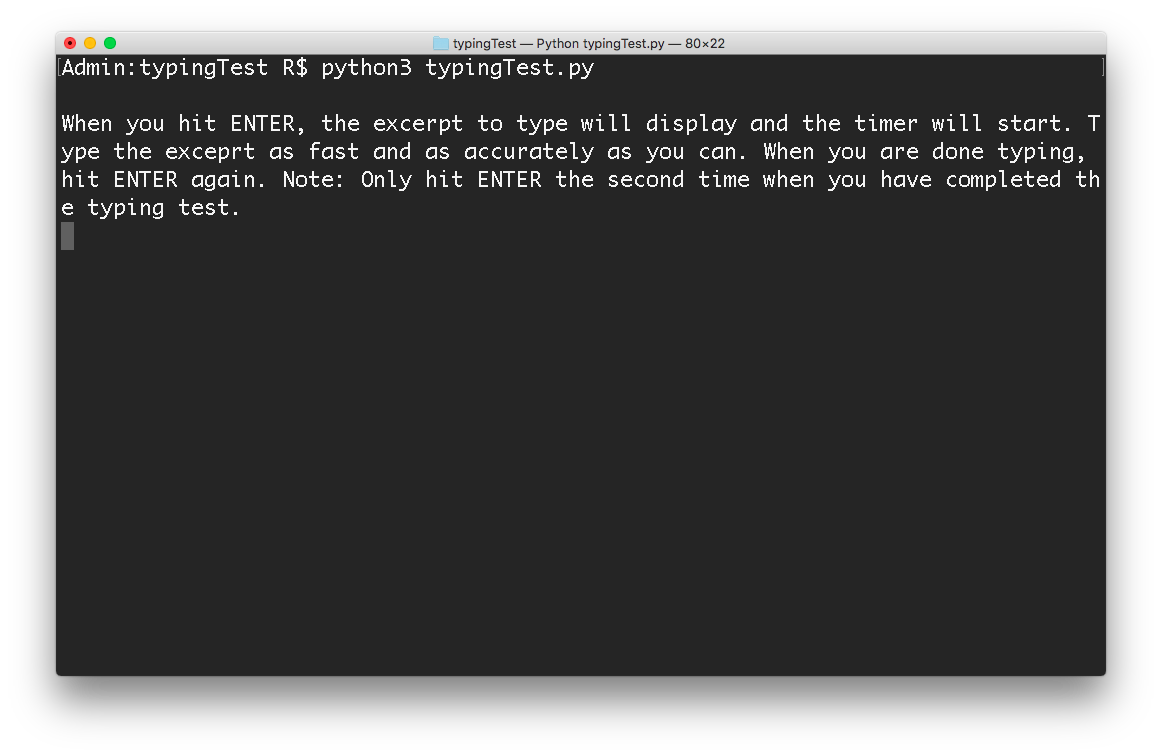 typingTest — Python typingTest.py — 80×22
[Admin:typingTest R$ python3 typingTest.py ]
When you hit ENTER, the excerpt to type will display and the timer will start. T
ype the exceprt as fast and as accurately as you can. When you are done typing,
hit ENTER again. Note: Only hit ENTER the second time when you have completed th
e typing test.